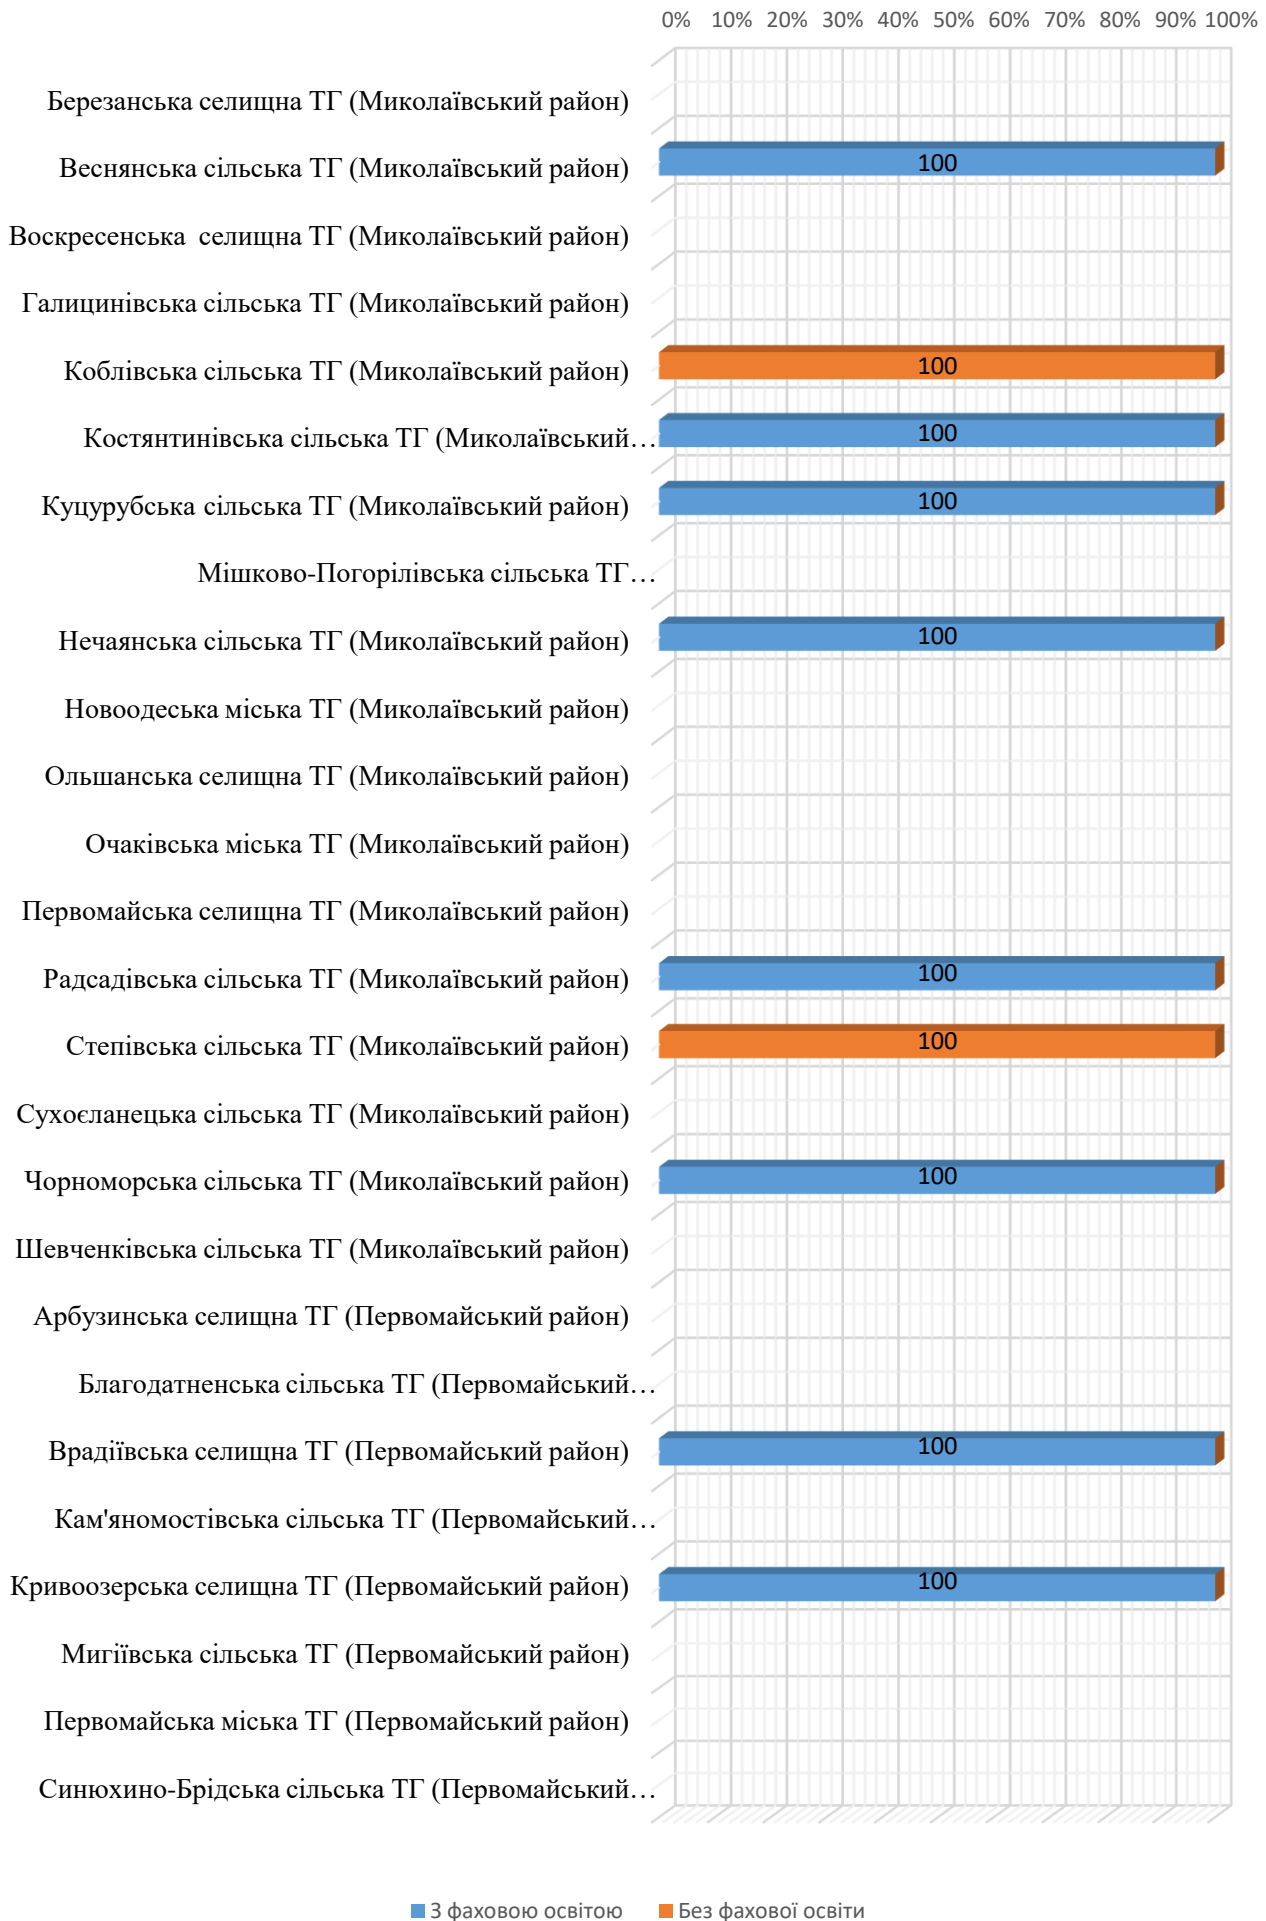 0% 10% 20% 30% 40% 50% 60% 70% 80% 90% 100%
Березанська селищна ТГ (Миколаївський район)
Веснянська сільська ТГ (Миколаївський район) 100
Воскресенська селищна ТГ (Миколаївський район)
Галицинівська сільська ТГ (Миколаївський район)
Коблівська сільська ТГ (Миколаївський район) 100
Костянтинівська сільська ТГ (Миколаївський… 100
Куцурубська сільська ТГ (Миколаївський район) 100
Мішково-Погорілівська сільська ТГ…
Нечаянська сільська ТГ (Миколаївський район) 100
Новоодеська міська ТГ (Миколаївський район)
Ольшанська селищна ТГ (Миколаївський район)
Очаківська міська ТГ (Миколаївський район)
Первомайська селищна ТГ (Миколаївський район)
Радсадівська сільська ТГ (Миколаївський район) 100
Степівська сільська ТГ (Миколаївський район) 100
Сухоєланецька сільська ТГ (Миколаївський район)
Чорноморська сільська ТГ (Миколаївський район) 100
Шевченківська сільська ТГ (Миколаївський район)
Арбузинська селищна ТГ (Первомайський район)
Благодатненська сільська ТГ (Первомайський…
Врадіївська селищна ТГ (Первомайський район) 100
Кам'яномостівська сільська ТГ (Первомайський…
Кривоозерська селищна ТГ (Первомайський район) 100
Мигіївська сільська ТГ (Первомайський район)
Первомайська міська ТГ (Первомайський район)
Синюхино-Брідська сільська ТГ (Первомайський…
З фаховою освітою Без фахової освіти